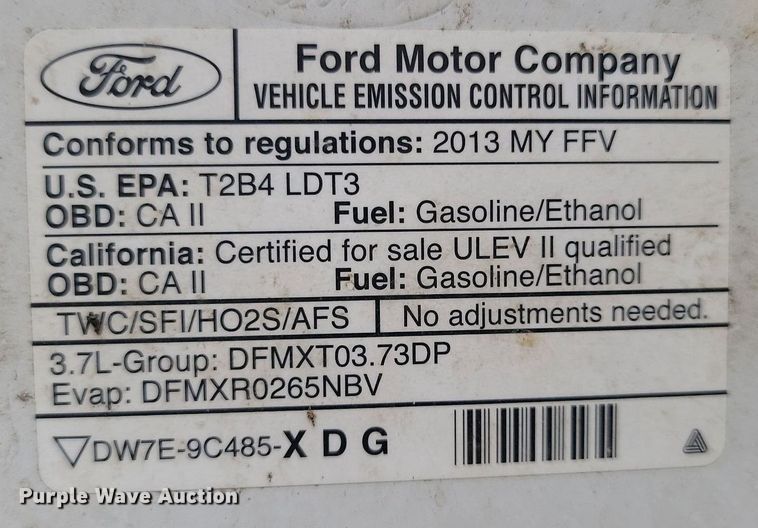 Ford
Ford Motor Company
VEHICLE EMISSION CONTROL INFORMATION
Conforms to regulations: 2013 MY FFV
U.S. EPA: T2B4 LDT3
OBD: CA II Fuel: Gasoline/Ethanol
California: Certified for sale ULEV II qualified
OBD: CA II Fuel: Gasoline/Ethanol
TWC/SFI/HO2S/AFS No adjustments needed.
3.7L-Group: DFMXT03.73DP
Evap: DFMXR0265NBV
DW7E-9C485-X D G
Purple Wave Auction